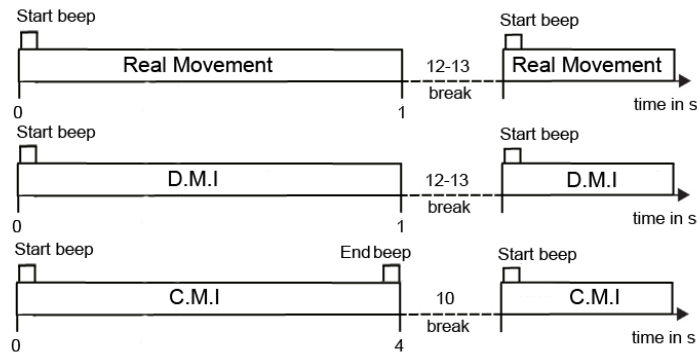 Start beep Start beep
Real Movement 12-13 Real Movement
break
0 1 time in s
Start beep Start beep
D.M.I 12-13 D.M.I
break
0 1 time in s
Start beep End beep Start beep
C.M.I 10 C.M.I
break
0 4 time in s